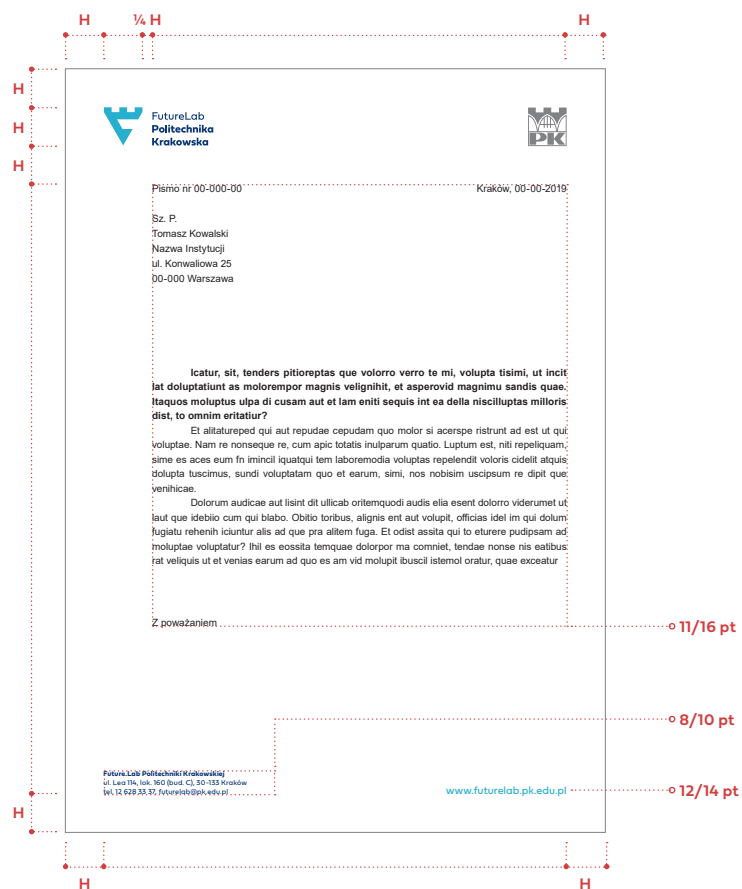 H ¼ H H
H
H
H
FutureLab
Politechnika
Krakowska
PK
Pismo nr 00-000-00 Kraków, 00-00-2019
Sz. P.
Tomasz Kowalski
Nazwa Instytucji
ul. Konwaliowa 25
00-000 Warszawa
Icatur, sit, tenders pitioreptas que volorro verro te mi, volupta tisimi, ut incit
lat doluptatiunt as molorempor magnis velignihit, et asperovid magnimu sandis quae.
Itaquos moluptus ulpa di cusam aut et lam eniti sequis int ea della niscilluptas milloris
dist, to omnim eritatiur?
Et alitatureped qui aut repudae cepudam quo molor si acerspe ristrunt ad est ut qui
voluptae. Nam re nonseque re, cum apic totatis inulparum quatio. Luptum est, niti repeliquam,
sime es aces eum fn imincil iquatqui tem laboremodia voluptas repelendit voloris cidelit atquis
dolupta tuscimus, sundi voluptatam quo et earum, simi, nos nobisim uscipsum re dipit que
venihicae.
Dolorum audicae aut lisint dit ullicab oritemquodi audis elia esent dolorro viderumet ut
laut que idebiio cum qui blabo. Obitio toribus, alignis ent aut volupit, officias idel im qui dolum
fugiatu rehenih iciuntur alis ad que pra alitem fuga. Et odist assita qui to eturere pudipsam ad
moluptae voluptatur? Ihil es eossita temquae dolorpor ma comniet, tendae nonse nis eatibus
rat veliquis ut et venias earum ad quo es am vid molupit ibuscil istemol oratur, quae exceatur
Z poważaniem
11/16 pt
8/10 pt
Future.Lab Politechniki Krakowskiej
ul. Lea 114, lok. 160 (bud. C), 30-133 Kraków
tel. 12 628 33 37, futurelab@pk.edu.pl
www.futurelab.pk.edu.pl
12/14 pt
H
H H